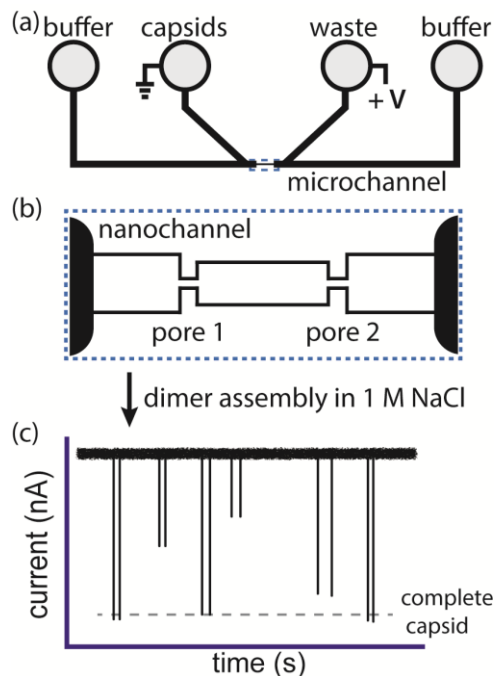 (a)
buffer capsids waste buffer
+ V
microchannel
(b)
nanochannel
pore 1 pore 2
dimer assembly in 1 M NaCl
(c)
current (nA)
complete
capsid
time (s)